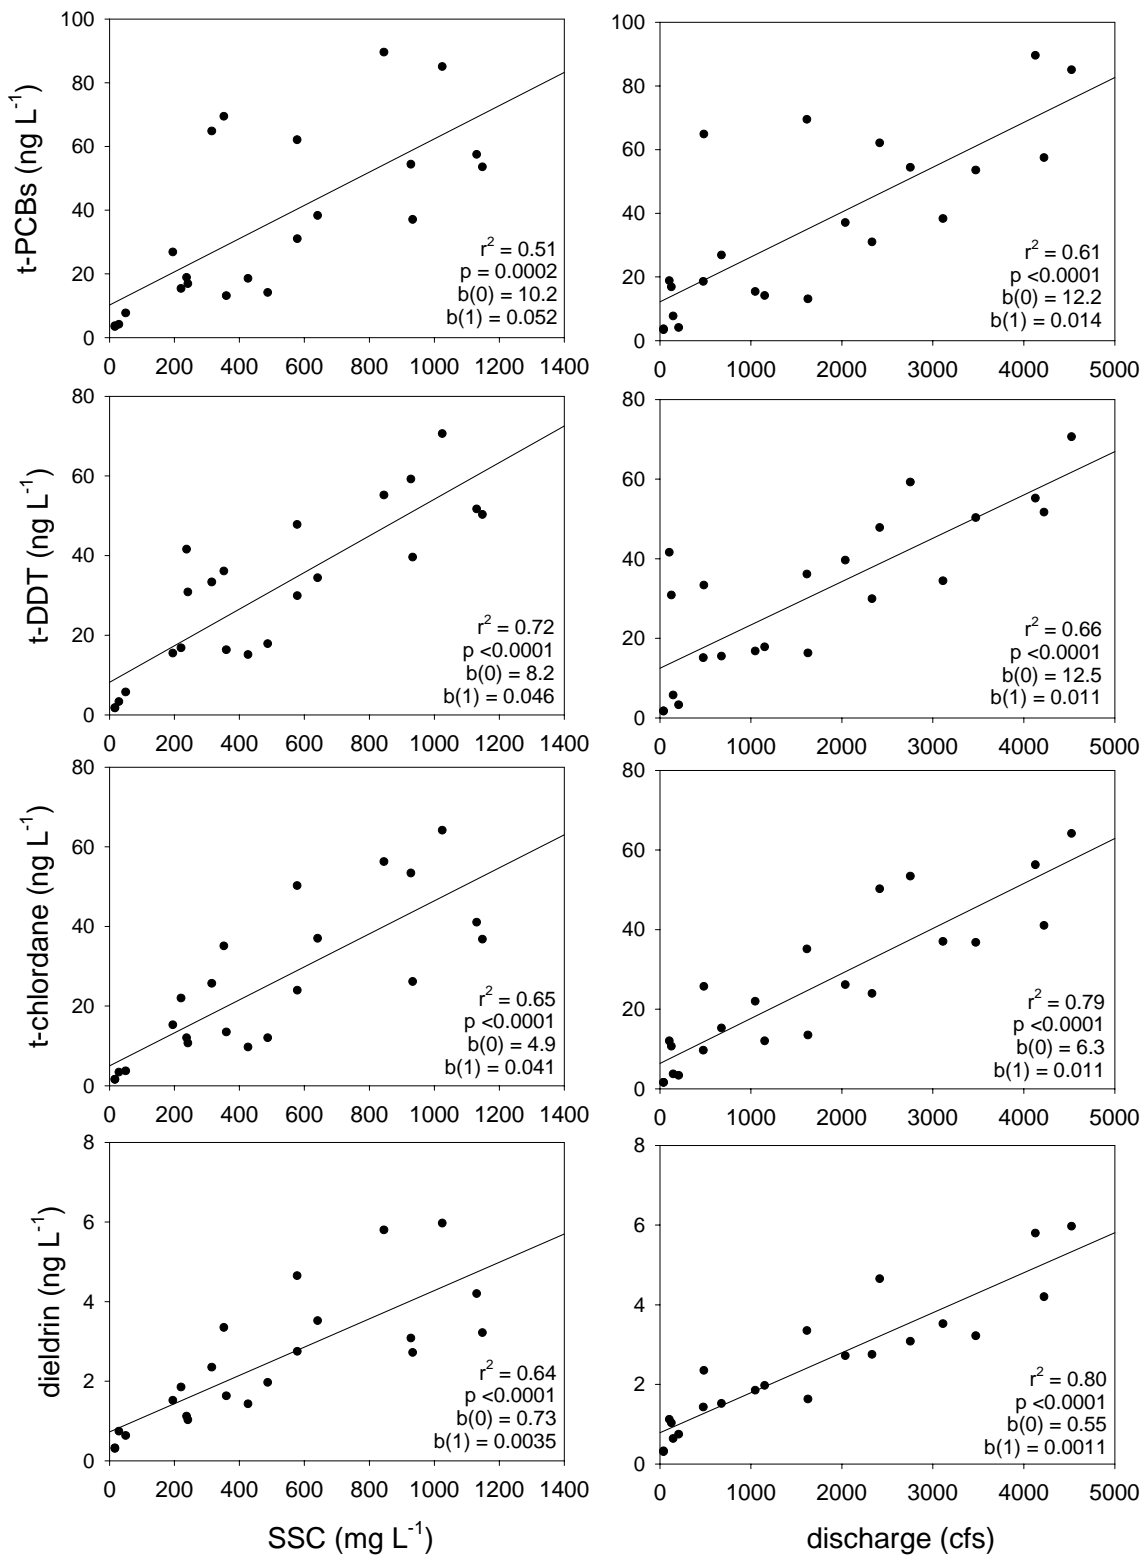 t-PCBs (ng L⁻¹)
100
80
60
40
20
0
0 200 400 600 800 1000 1200 1400
r² = 0.51
p = 0.0002
b(0) = 10.2
b(1) = 0.052
100
80
60
40
20
0
0 1000 2000 3000 4000 5000
r² = 0.61
p <0.0001
b(0) = 12.2
b(1) = 0.014
t-DDT (ng L⁻¹)
80
60
40
20
0
0 200 400 600 800 1000 1200 1400
r² = 0.72
p <0.0001
b(0) = 8.2
b(1) = 0.046
80
60
40
20
0
0 1000 2000 3000 4000 5000
r² = 0.66
p <0.0001
b(0) = 12.5
b(1) = 0.011
t-chlordane (ng L⁻¹)
80
60
40
20
0
0 200 400 600 800 1000 1200 1400
r² = 0.65
p <0.0001
b(0) = 4.9
b(1) = 0.041
80
60
40
20
0
0 1000 2000 3000 4000 5000
r² = 0.79
p <0.0001
b(0) = 6.3
b(1) = 0.011
dieldrin (ng L⁻¹)
8
6
4
2
0
0 200 400 600 800 1000 1200 1400
r² = 0.64
p <0.0001
b(0) = 0.73
b(1) = 0.0035
SSC (mg L⁻¹)
8
6
4
2
0
0 1000 2000 3000 4000 5000
r² = 0.80
p <0.0001
b(0) = 0.55
b(1) = 0.0011
discharge (cfs)